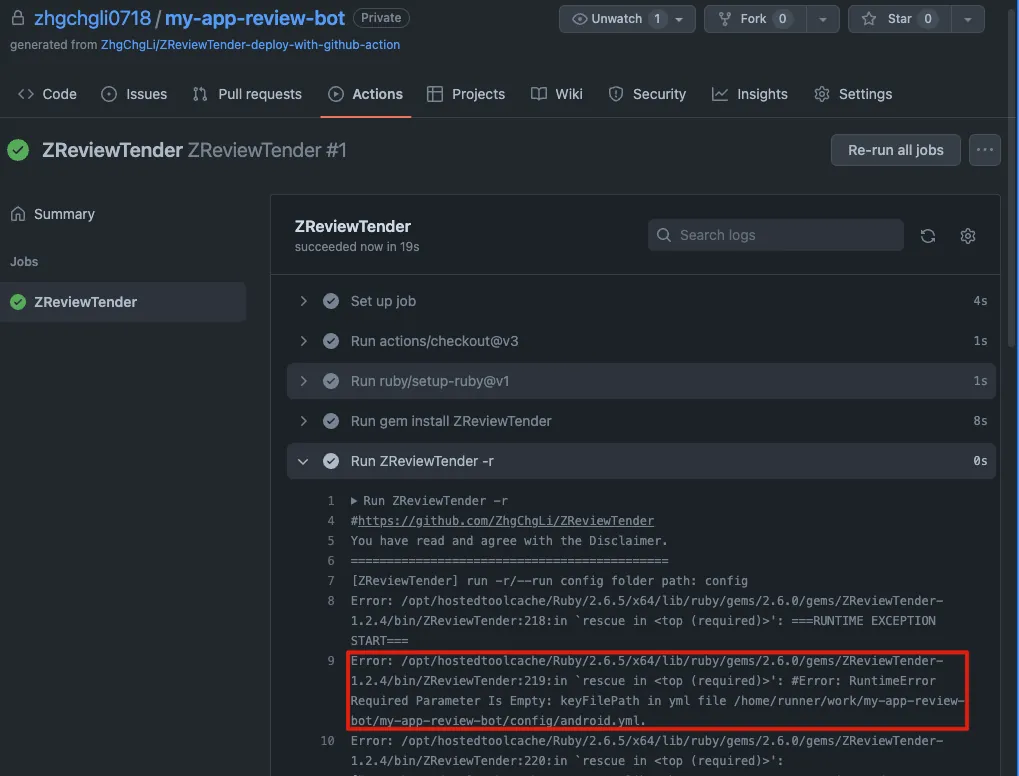 zhgchgli0718 / my-app-review-bot Private Unwatch 1 Fork 0 Star 0
generated from ZhgChgLi/ZReviewTender-deploy-with-github-action
Code Issues Pull requests Actions Projects Wiki Security Insights Settings
ZReviewTender ZReviewTender #1 Re-run all jobs ...
Summary
Jobs
ZReviewTender
ZReviewTender
succeeded now in 19s
Search logs
Set up job 4s
Run actions/checkout@v3 1s
Run ruby/setup-ruby@v1 1s
Run gem install ZReviewTender 8s
Run ZReviewTender -r 0s
1 Run ZReviewTender -r
4 #https://github.com/ZhgChgLi/ZReviewTender
5 You have read and agree with the Disclaimer.
6 ============================================
7 [ZReviewTender] run -r/--run config folder path: config
8 Error: /opt/hostedtoolcache/Ruby/2.6.5/x64/lib/ruby/gems/2.6.0/gems/ZReviewTender-
1.2.4/bin/ZReviewTender:218:in `rescue in <top (required)>': ===RUNTIME EXCEPTION
START===
9 Error: /opt/hostedtoolcache/Ruby/2.6.5/x64/lib/ruby/gems/2.6.0/gems/ZReviewTender-
1.2.4/bin/ZReviewTender:219:in `rescue in <top (required)>': #Error: RuntimeError
Required Parameter Is Empty: keyFilePath in yml file /home/runner/work/my-app-review-
bot/my-app-review-bot/config/android.yml.
10 Error: /opt/hostedtoolcache/Ruby/2.6.5/x64/lib/ruby/gems/2.6.0/gems/ZReviewTender-
1.2.4/bin/ZReviewTender:220:in `rescue in <top (required)>':